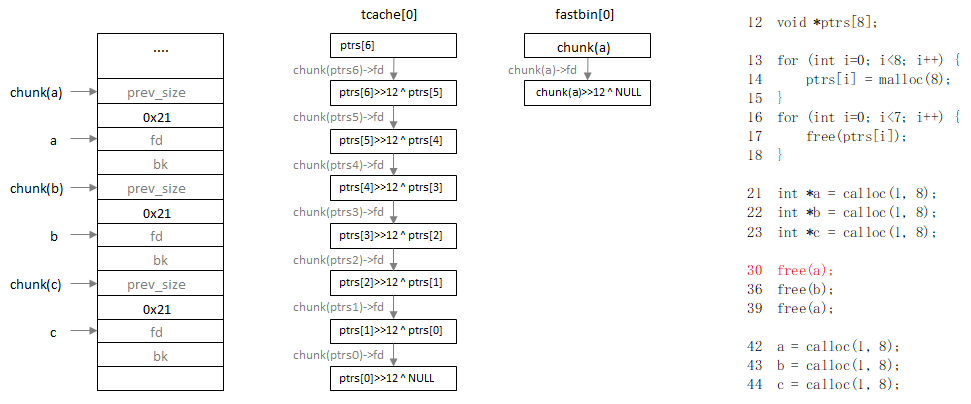 ....
chunk(a)
prev_size
0x21
a
fd
bk
chunk(b)
prev_size
0x21
b
fd
bk
chunk(c)
prev_size
0x21
c
fd
bk
tcache[0]
ptrs[6]
chunk(ptrs6)->fd
ptrs[6]>>12 ^ ptrs[5]
chunk(ptrs5)->fd
ptrs[5]>>12 ^ ptrs[4]
chunk(ptrs4)->fd
ptrs[4]>>12 ^ ptrs[3]
chunk(ptrs3)->fd
ptrs[3]>>12 ^ ptrs[2]
chunk(ptrs2)->fd
ptrs[2]>>12 ^ ptrs[1]
chunk(ptrs1)->fd
ptrs[1]>>12 ^ ptrs[0]
chunk(ptrs0)->fd
ptrs[0]>>12 ^ NULL
fastbin[0]
chunk(a)
chunk(a)->fd
chunk(a)>>12 ^ NULL
12 void *ptrs[8];
13 for (int i=0; i<8; i++) {
14 ptrs[i] = malloc(8);
15 }
16 for (int i=0; i<7; i++) {
17 free(ptrs[i]);
18 }
21 int *a = calloc(1, 8);
22 int *b = calloc(1, 8);
23 int *c = calloc(1, 8);
30 free(a);
36 free(b);
39 free(a);
42 a = calloc(1, 8);
43 b = calloc(1, 8);
44 c = calloc(1, 8);